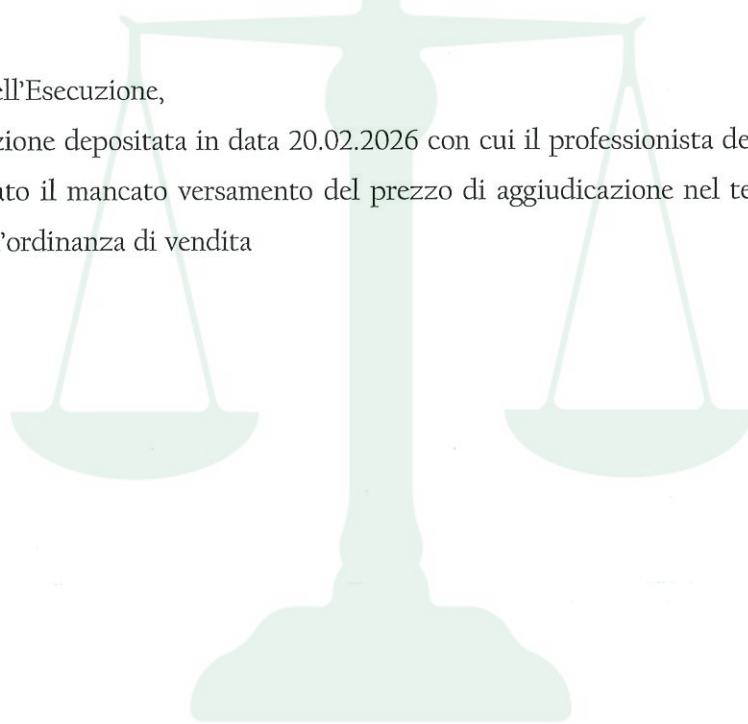 ell'Esecuzione,
zione depositata in data 20.02.2026 con cui il professionista de
ato il mancato versamento del prezzo di aggiudicazione nel te
l'ordinanza di vendita